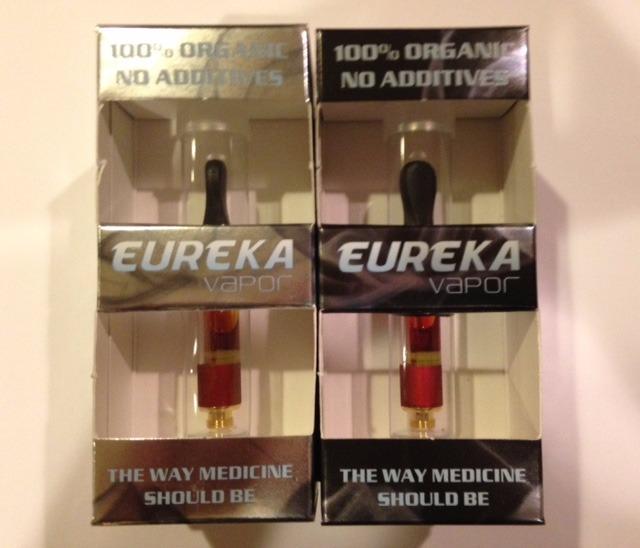 100% ORGANIC
NO ADDITIVES
EUREKA
vapor
THE WAY MEDICINE
SHOULD BE
100% ORGANIC
NO ADDITIVES
EUREKA
vapor
THE WAY MEDICINE
SHOULD BE